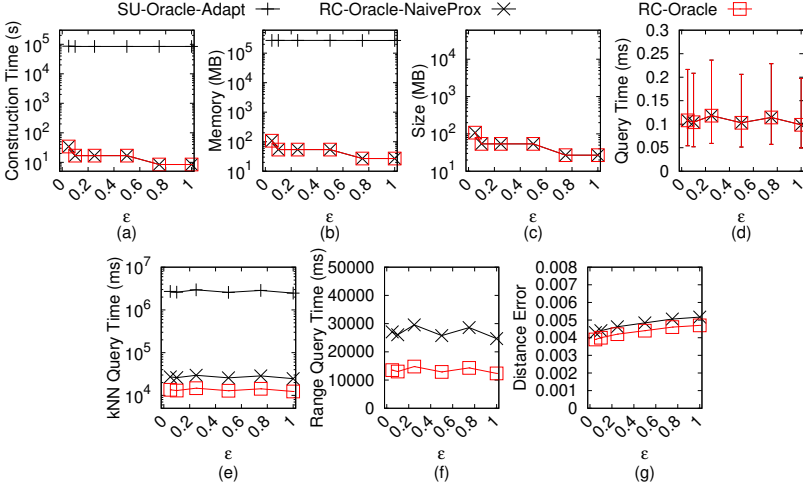 SU-Oracle-Adapt RC-Oracle-NaiveProx RC-Oracle
Construction Time (s)
10^5
10^4
10^3
10^2
10^1
0 0.2 0.4 0.6 0.8 1
ε
(a)
Memory (MB)
10^5
10^4
10^3
10^2
10^1
0 0.2 0.4 0.6 0.8 1
ε
(b)
Size (MB)
10^4
10^3
10^2
10^1
0 0.2 0.4 0.6 0.8 1
ε
(c)
Query Time (ms)
0.3
0.25
0.2
0.15
0.1
0.05
0
0 0.2 0.4 0.6 0.8 1
ε
(d)
kNN Query Time (ms)
10^7
10^6
10^5
10^4
0 0.2 0.4 0.6 0.8 1
ε
(e)
Range Query Time (ms)
50000
40000
30000
20000
10000
0
0 0.2 0.4 0.6 0.8 1
ε
(f)
Distance Error
0.008
0.006
0.005
0.004
0.002
0
0 0.2 0.4 0.6 0.8 1
ε
(g)